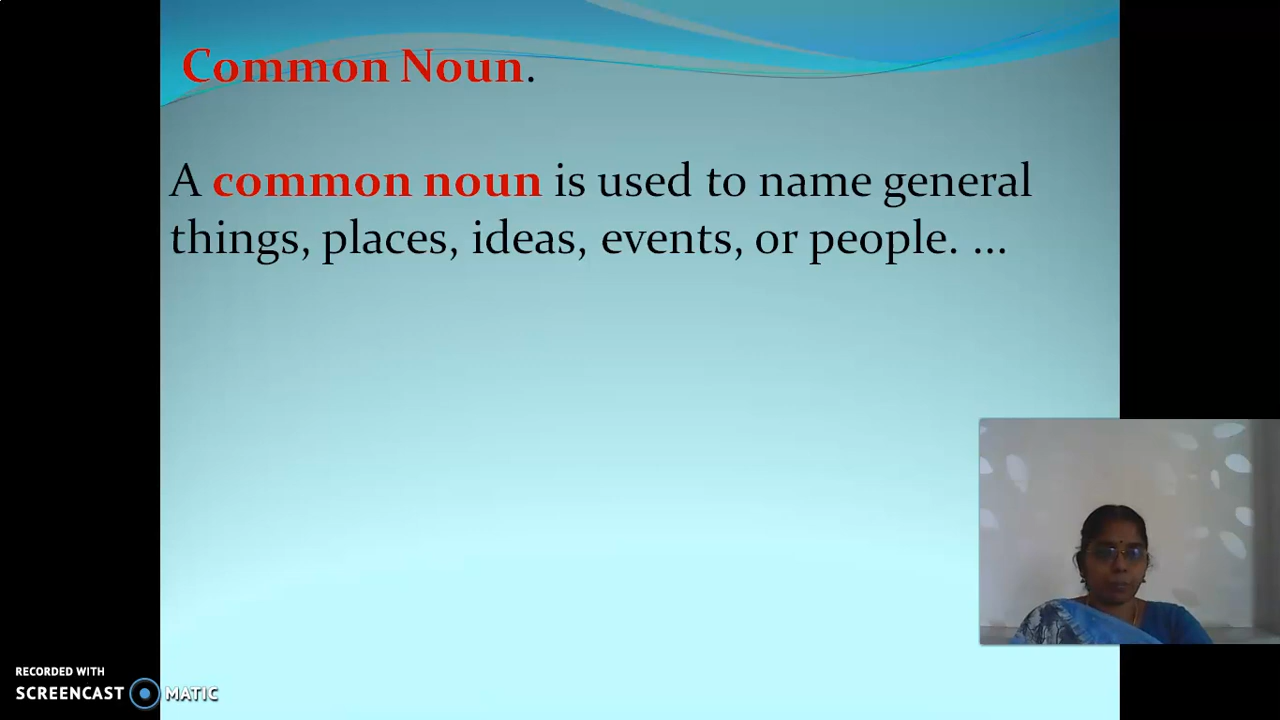 Common Noun.
A common noun is used to name general
things, places, ideas, events, or people. ...
RECORDED WITH
SCREENCAST MATIC